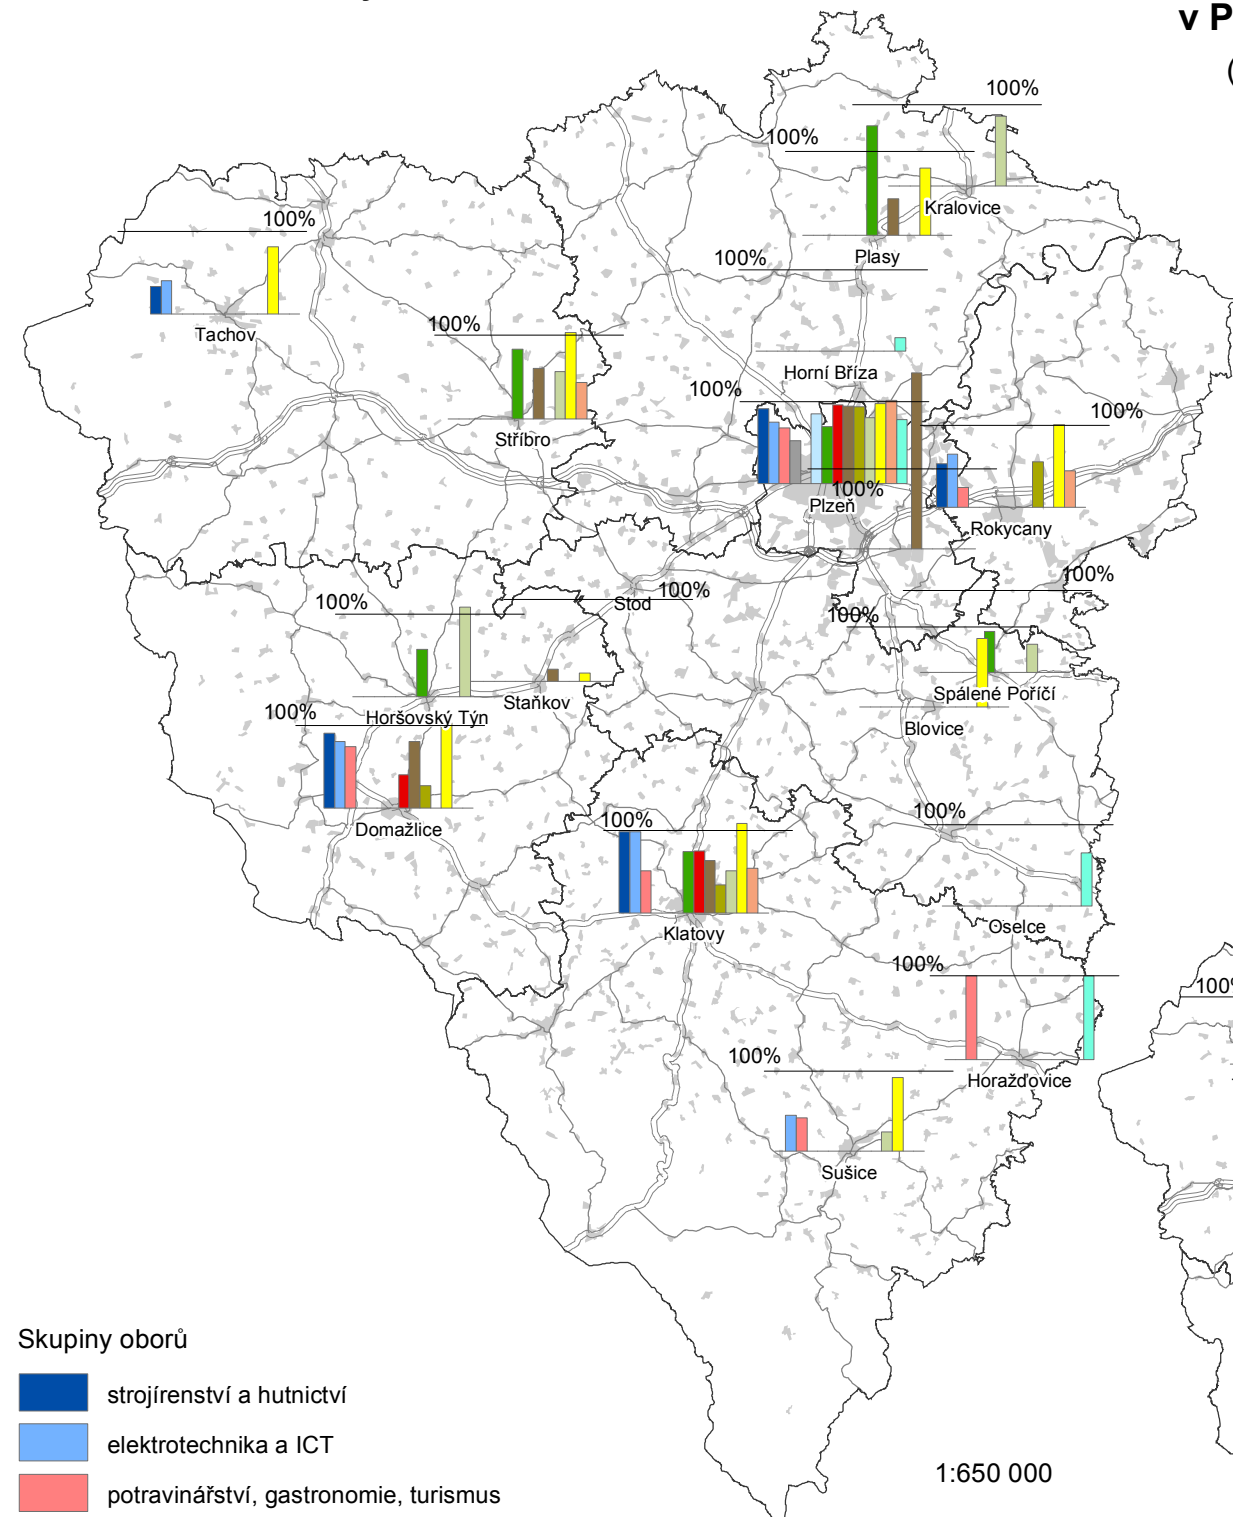 v P
(
100%
100%
Kralovice
100%
Plasy
100%
Tachov
100%
Stříbro
Horní Bříza
100%
100%
100%
Plzeň
Rokycany
100%
100%
Stod
100%
100%
Spálené Poříčí
Staňkov
Horšovský Týn
100%
Blovice
Domažlice
100%
100%
Klatovy
Oselce
100%
100
100%
Horažďovice
Sušice
Skupiny oborů
strojírenství a hutnictví
elektrotechnika a ICT
potravinářství, gastronomie, turismus
1:650 000